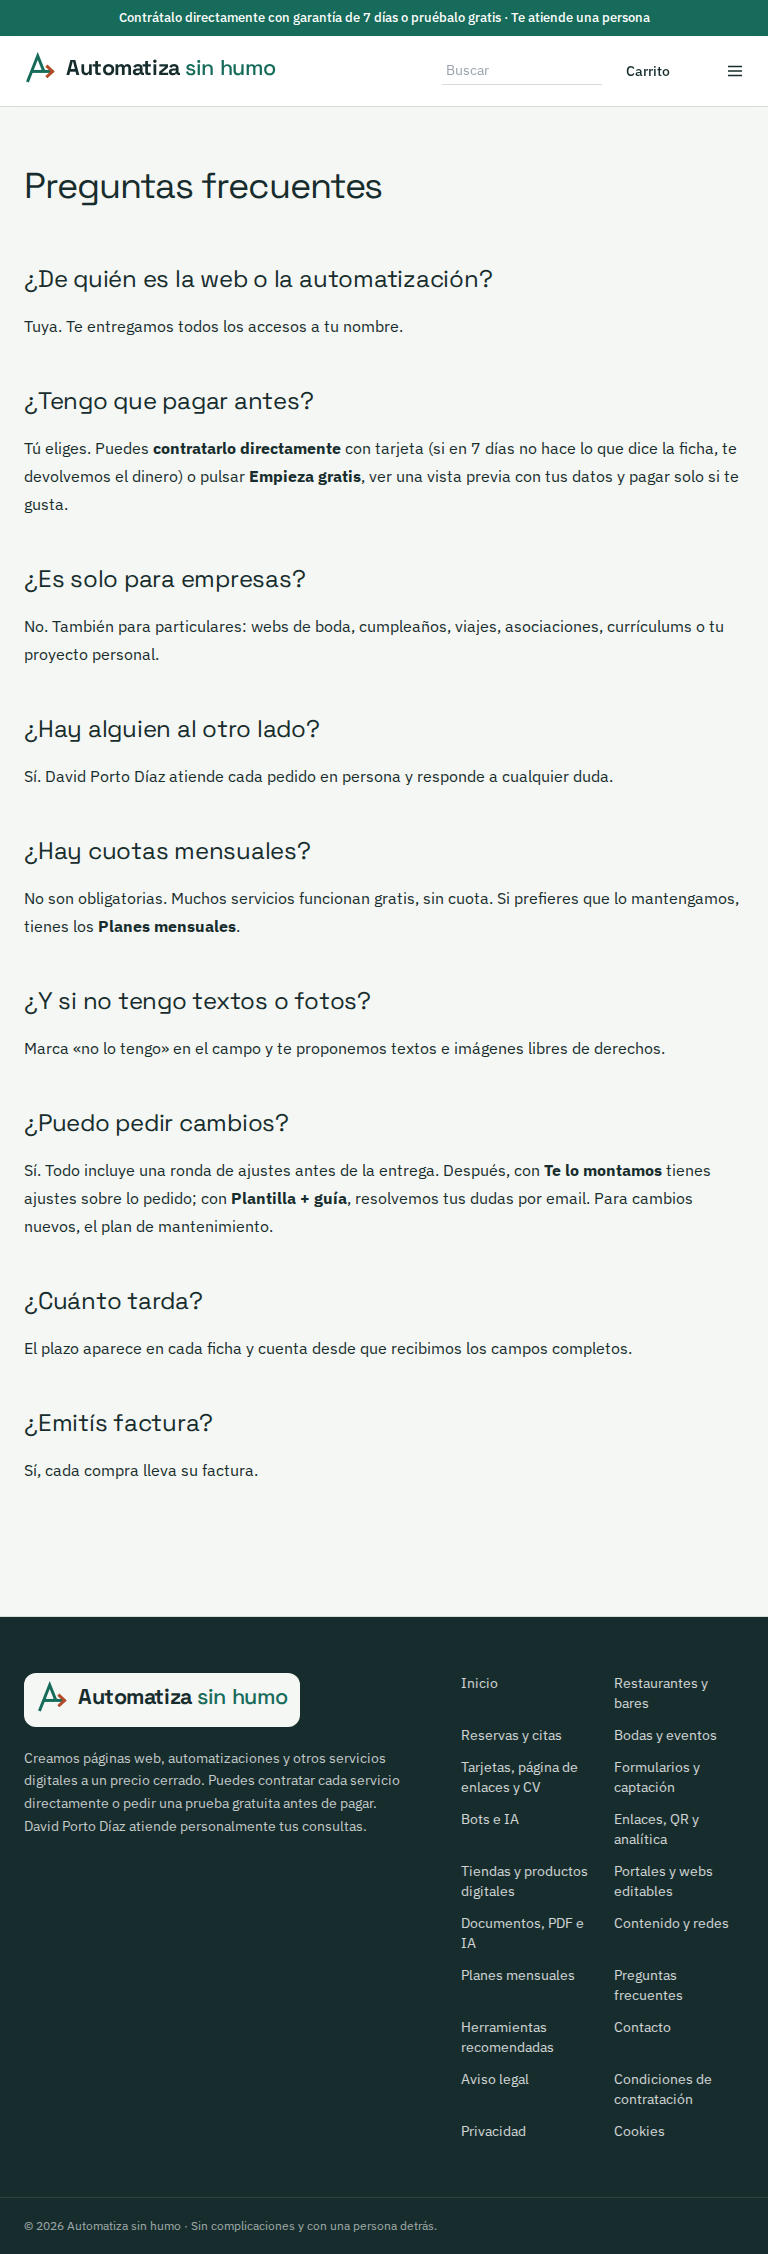 Contrátalo directamente con garantía de 7 días o pruébalo gratis · Te atiende una persona
Automatiza sin humo
Buscar
Carrito
Preguntas frecuentes
¿De quién es la web o la automatización?
Tuya. Te entregamos todos los accesos a tu nombre.
¿Tengo que pagar antes?
Tú eliges. Puedes contratarlo directamente con tarjeta (si en 7 días no hace lo que dice la ficha, te
devolvemos el dinero) o pulsar Empieza gratis, ver una vista previa con tus datos y pagar solo si te
gusta.
¿Es solo para empresas?
No. También para particulares: webs de boda, cumpleaños, viajes, asociaciones, currículums o tu
proyecto personal.
¿Hay alguien al otro lado?
Sí. David Porto Díaz atiende cada pedido en persona y responde a cualquier duda.
¿Hay cuotas mensuales?
No son obligatorias. Muchos servicios funcionan gratis, sin cuota. Si prefieres que lo mantengamos,
tienes los Planes mensuales.
¿Y si no tengo textos o fotos?
Marca «no lo tengo» en el campo y te proponemos textos e imágenes libres de derechos.
¿Puedo pedir cambios?
Sí. Todo incluye una ronda de ajustes antes de la entrega. Después, con Te lo montamos tienes
ajustes sobre lo pedido; con Plantilla + guía, resolvemos tus dudas por email. Para cambios
nuevos, el plan de mantenimiento.
¿Cuánto tarda?
El plazo aparece en cada ficha y cuenta desde que recibimos los campos completos.
¿Emitís factura?
Sí, cada compra lleva su factura.
Automatiza sin humo
Creamos páginas web, automatizaciones y otros servicios
digitales a un precio cerrado. Puedes contratar cada servicio
directamente o pedir una prueba gratuita antes de pagar.
David Porto Díaz atiende personalmente tus consultas.
Inicio
Restaurantes y
bares
Reservas y citas
Bodas y eventos
Tarjetas, página de
enlaces y CV
Formularios y
captación
Bots e IA
Enlaces, QR y
analítica
Tiendas y productos
digitales
Portales y webs
editables
Documentos, PDF e
IA
Contenido y redes
Planes mensuales
Preguntas
frecuentes
Herramientas
recomendadas
Contacto
Aviso legal
Condiciones de
contratación
Privacidad
Cookies
© 2026 Automatiza sin humo · Sin complicaciones y con una persona detrás.